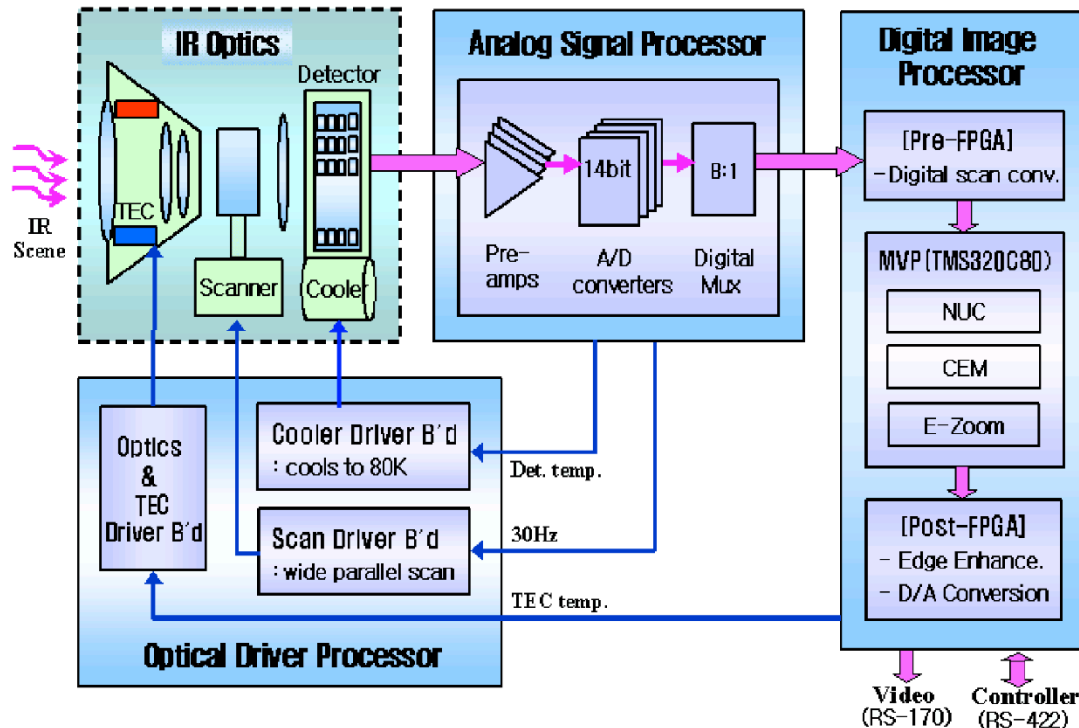 IR Optics
Detector
TEC
IR
Scene
Scanner
Cooler
Analog Signal Processor
14bit
8:1
Pre-
amps
A/D
converters
Digital
Mux
Digital Image
Processor
[Pre-FPGA]
-Digital scan conv.
MVP(TMS320C80)
NUC
CEM
E-Zoom
[Post-FPGA]
- Edge Enhance.
- D/A Conversion
Optics
&
TEC
Driver B'd
Cooler Driver B'd
: cools to 80K
Scan Driver B'd
: wide parallel scan
Optical Driver Processor
Det. temp.
30Hz
TEC temp.
Video
(RS-170)
Controller
(RS-422)